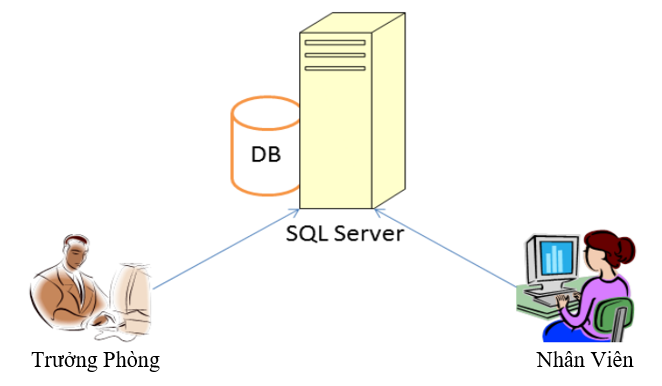 DB
SQL Server
Trưởng Phòng
Nhân Viên